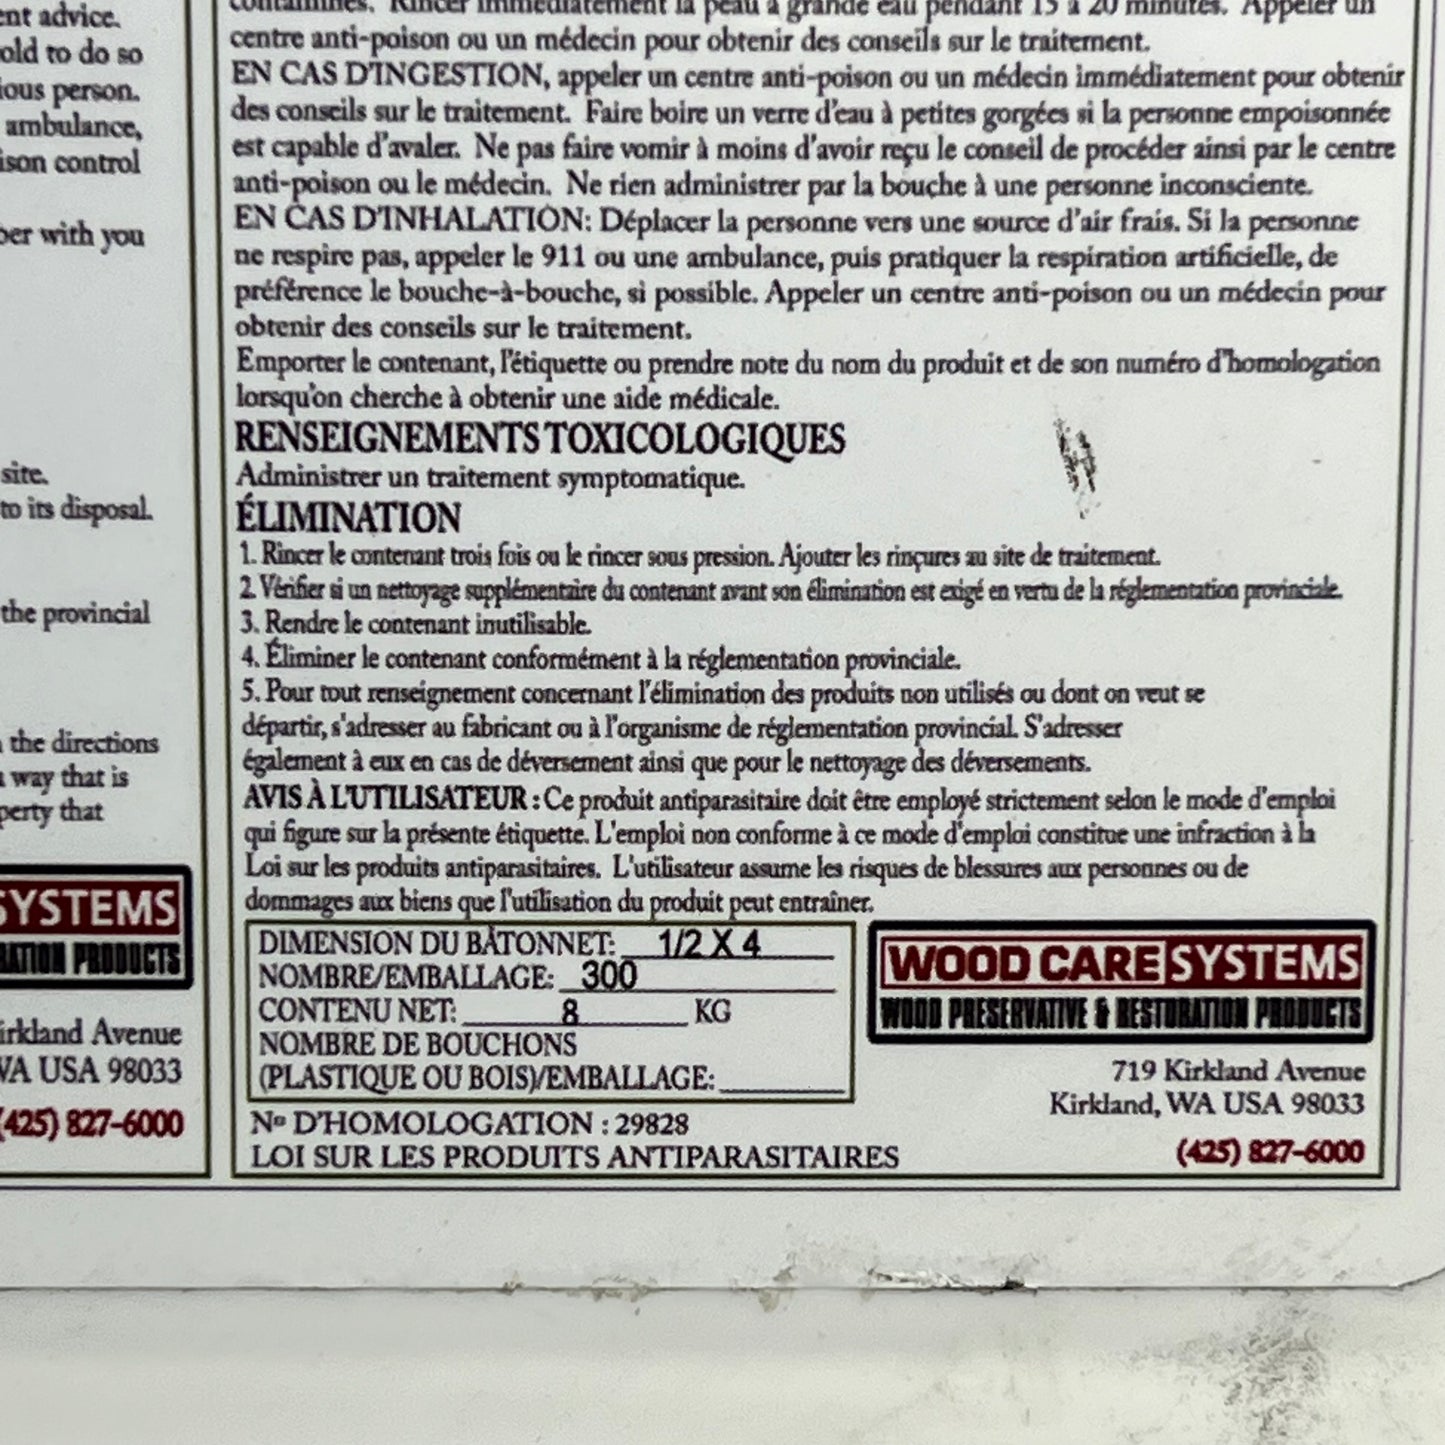 ent advice.
old to do so
ious person.
ambulance,
ison control
ber with you
site.
to its disposal.
the provincial
the directions
way that is
perty that
SYSTEMS
RATION PRODUCTS
irkland Avenue
WA USA 98033
(425) 827-6000
contaminés. Rincer immédiatement la peau à grande eau pendant 15 à 20 minutes. Appeler un
centre anti-poison ou un médecin pour obtenir des conseils sur le traitement.
EN CAS D'INGESTION, appeler un centre anti-poison ou un médecin immédiatement pour obtenir
des conseils sur le traitement. Faire boire un verre d'eau à petites gorgées si la personne empoisonnée
est capable d'avaler. Ne pas faire vomir à moins d'avoir reçu le conseil de procéder ainsi par le centre
anti-poison ou le médecin. Ne rien administrer par la bouche à une personne inconsciente.
EN CAS D'INHALATION: Déplacer la personne vers une source d'air frais. Si la personne
ne respire pas, appeler le 911 ou une ambulance, puis pratiquer la respiration artificielle, de
préférence le bouche-à-bouche, si possible. Appeler un centre anti-poison ou un médecin pour
obtenir des conseils sur le traitement.
Emporter le contenant, l'étiquette ou prendre note du nom du produit et de son numéro d'homologation
lorsqu'on cherche à obtenir une aide médicale.
RENSEIGNEMENTS TOXICOLOGIQUES
Administrer un traitement symptomatique.
ÉLIMINATION
1. Rincer le contenant trois fois ou le rincer sous pression. Ajouter les rinçures au site de traitement.
2. Vérifier si un nettoyage supplémentaire du contenant avant son élimination est exigé en vertu de la réglementation provinciale.
3. Rendre le contenant inutilisable.
4. Éliminer le contenant conformément à la réglementation provinciale.
5. Pour tout renseignement concernant l'élimination des produits non utilisés ou dont on veut se
départir, s'adresser au fabricant ou à l'organisme de réglementation provincial. S'adresser
également à eux en cas de déversement ainsi que pour le nettoyage des déversements.
AVIS À L'UTILISATEUR : Ce produit antiparasitaire doit être employé strictement selon le mode d'emploi
qui figure sur la présente étiquette. L'emploi non conforme à ce mode d'emploi constitue une infraction à la
Loi sur les produits antiparasitaires. L'utilisateur assume les risques de blessures aux personnes ou de
dommages aux biens que l'utilisation du produit peut entraîner.
DIMENSION DU BÂTONNET: 1/2 X 4
NOMBRE/EMBALLAGE: 300
CONTENU NET: 8 KG
NOMBRE DE BOUCHONS
(PLASTIQUE OU BOIS)/EMBALLAGE:
Nº D'HOMOLOGATION : 29828
LOI SUR LES PRODUITS ANTIPARASITAIRES
WOOD CARE SYSTEMS
WOOD PRESERVATIVE & RESTORATION PRODUCTS
719 Kirkland Avenue
Kirkland, WA USA 98033
(425) 827-6000